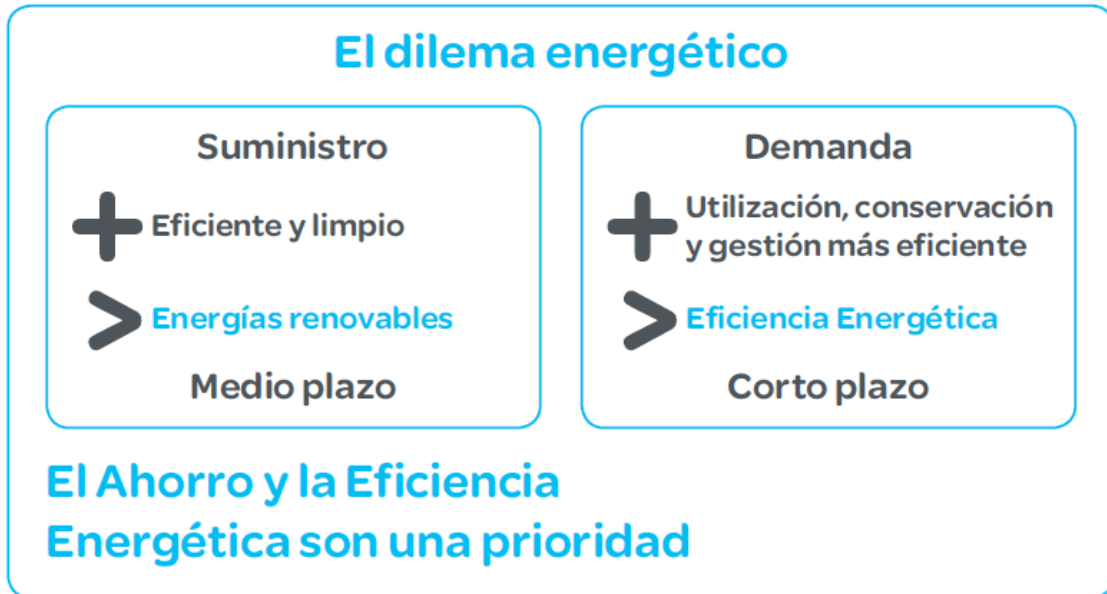 El dilema energético
Suministro
+ Eficiente y limpio
> Energías renovables
Medio plazo
Demanda
+ Utilización, conservación
y gestión más eficiente
> Eficiencia Energética
Corto plazo
El Ahorro y la Eficiencia
Energética son una prioridad